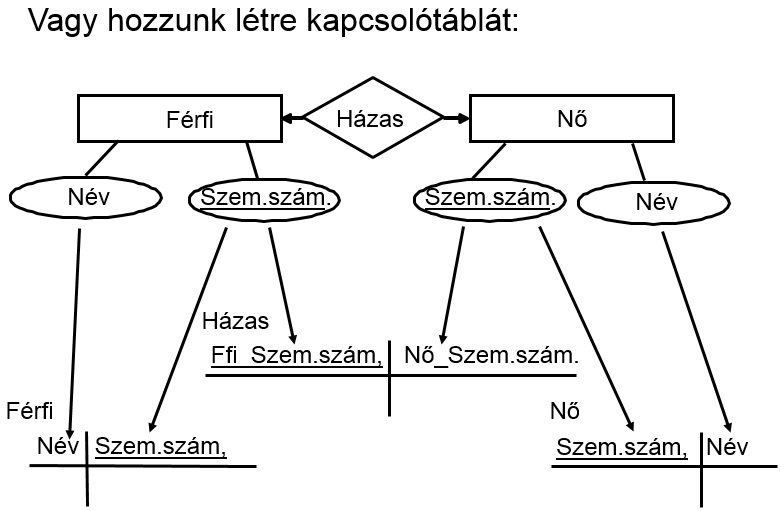 Vagy hozzunk létre kapcsolótáblát:
Férfi
Házas
Nő
Név
Szem.szám.
Szem.szám.
Név
Házas
Ffi_Szem.szám,
Nő_Szem.szám.
Férfi
Nő
Név
Szem.szám,
Szem.szám,
Név